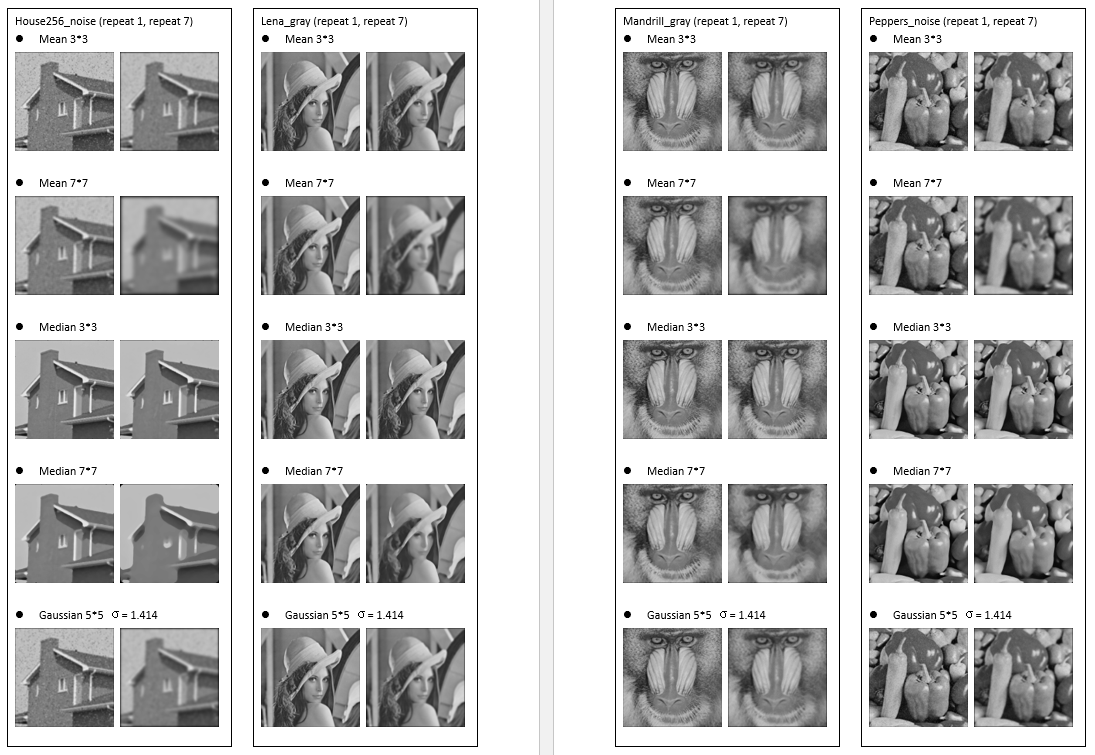 House256_noise (repeat 1, repeat 7)
● Mean 3*3
● Mean 7*7
● Median 3*3
● Median 7*7
● Gaussian 5*5 σ = 1.414
Lena_gray (repeat 1, repeat 7)
● Mean 3*3
● Mean 7*7
● Median 3*3
● Median 7*7
● Gaussian 5*5 σ = 1.414
Mandrill_gray (repeat 1, repeat 7)
● Mean 3*3
● Mean 7*7
● Median 3*3
● Median 7*7
● Gaussian 5*5 σ = 1.414
Peppers_noise (repeat 1, repeat 7)
● Mean 3*3
● Mean 7*7
● Median 3*3
● Median 7*7
● Gaussian 5*5 σ = 1.414